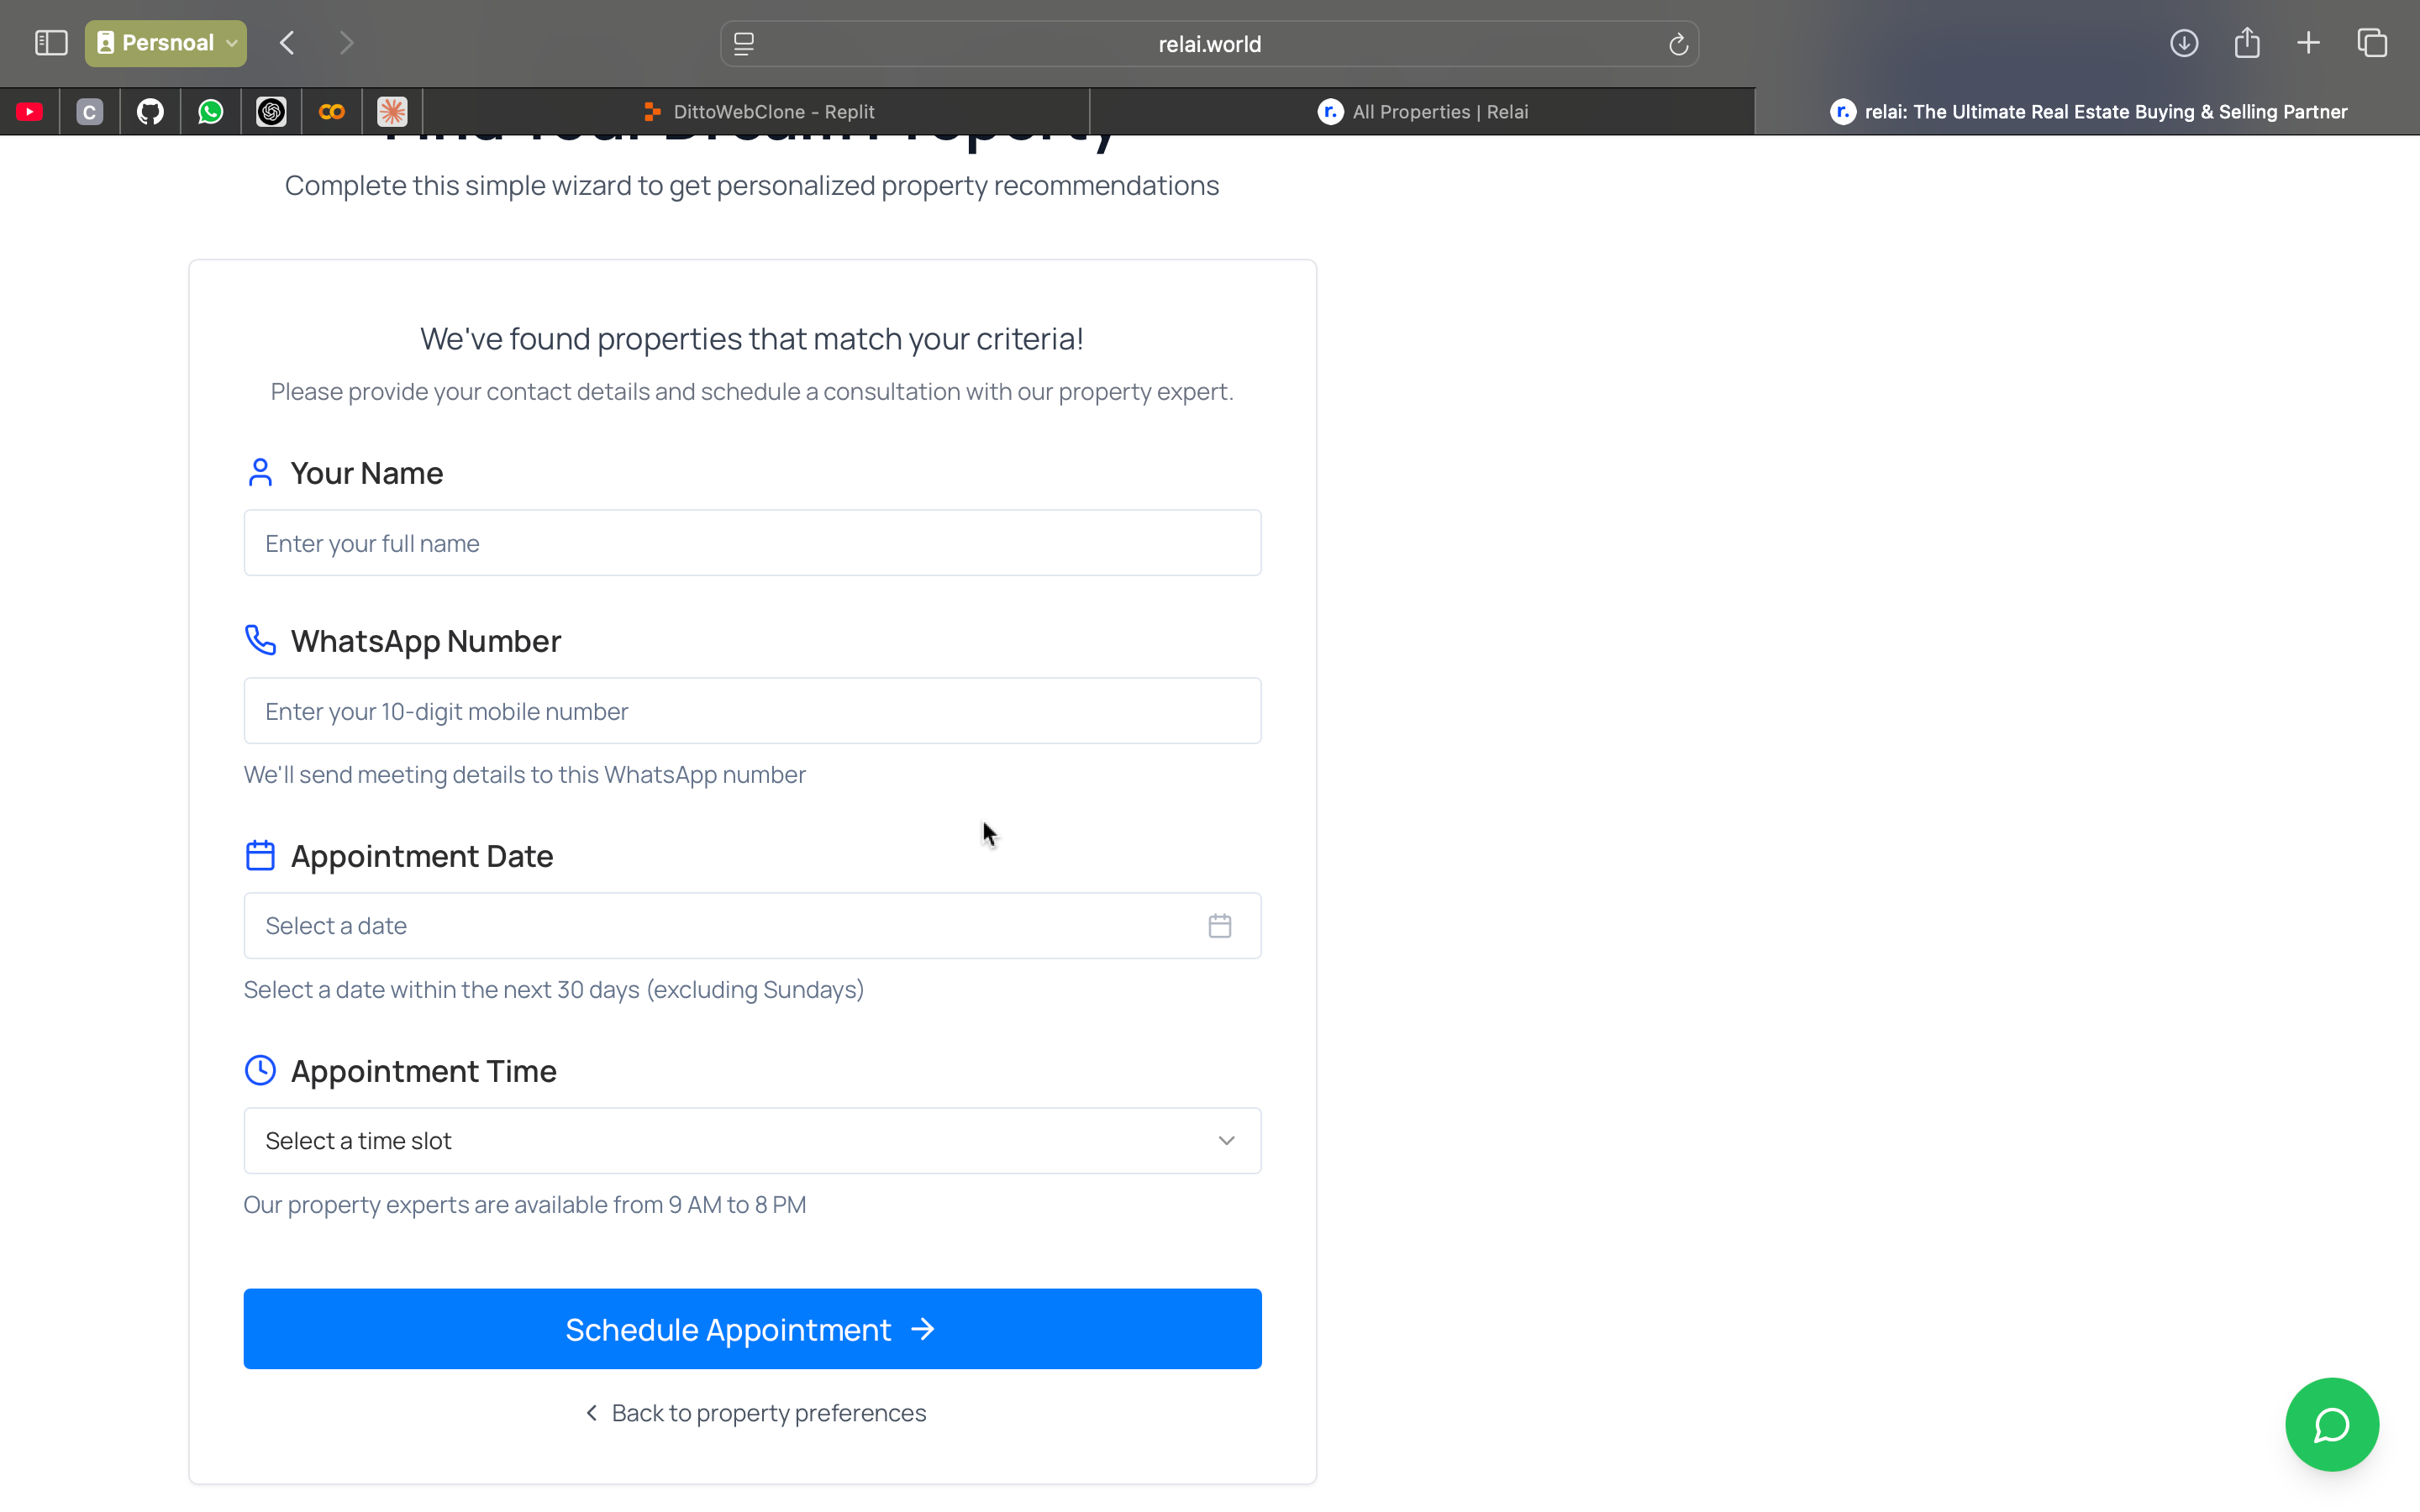 Persnoal
relai.world
C
DittoWebClone - Replit
r. All Properties | Relai
r. relai: The Ultimate Real Estate Buying & Selling Partner
Find Your Dream Property
Complete this simple wizard to get personalized property recommendations
We've found properties that match your criteria!
Please provide your contact details and schedule a consultation with our property expert.
Your Name
Enter your full name
WhatsApp Number
Enter your 10-digit mobile number
We'll send meeting details to this WhatsApp number
Appointment Date
Select a date
Select a date within the next 30 days (excluding Sundays)
Appointment Time
Select a time slot
Our property experts are available from 9 AM to 8 PM
Schedule Appointment
Back to property preferences